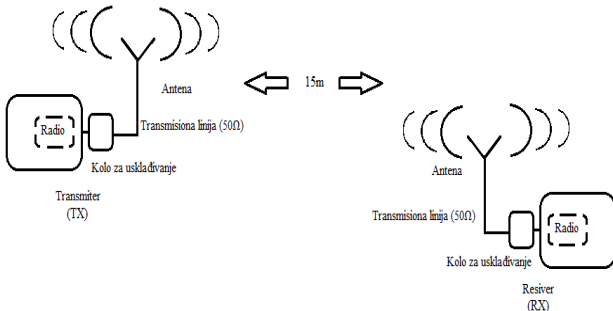 Antena
15m
Radio
Transmisiona linija (50Ω)
Kolo za usklađivanje
Transmiter
(TX)
Antena
Transmisiona linija (50Ω)
Radio
Kolo za usklađivanje
Resiver
(RX)